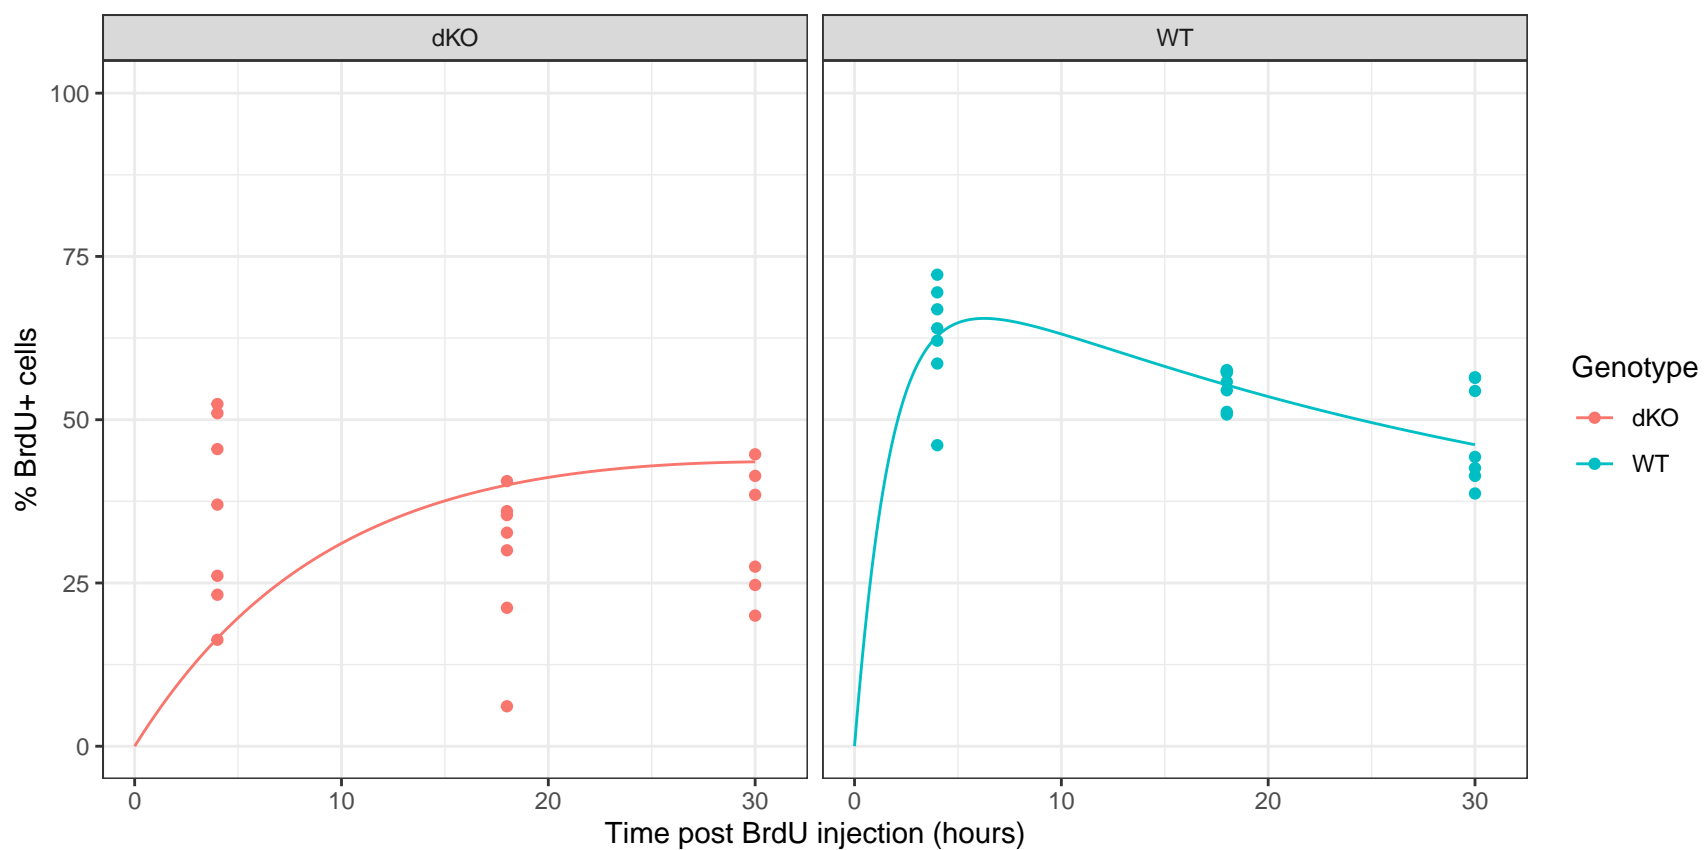 dKO
WT
% BrdU+ cells
100
75
50
25
0
0 10 20 30
0 10 20 30
Time post BrdU injection (hours)
Genotype
dKO
WT